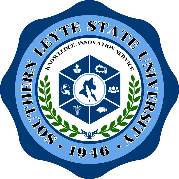 SOUTHERN LEYTE STATE UNIVERSITY
KNOWLEDGE INNOVATION SERVICE
• 1946 •